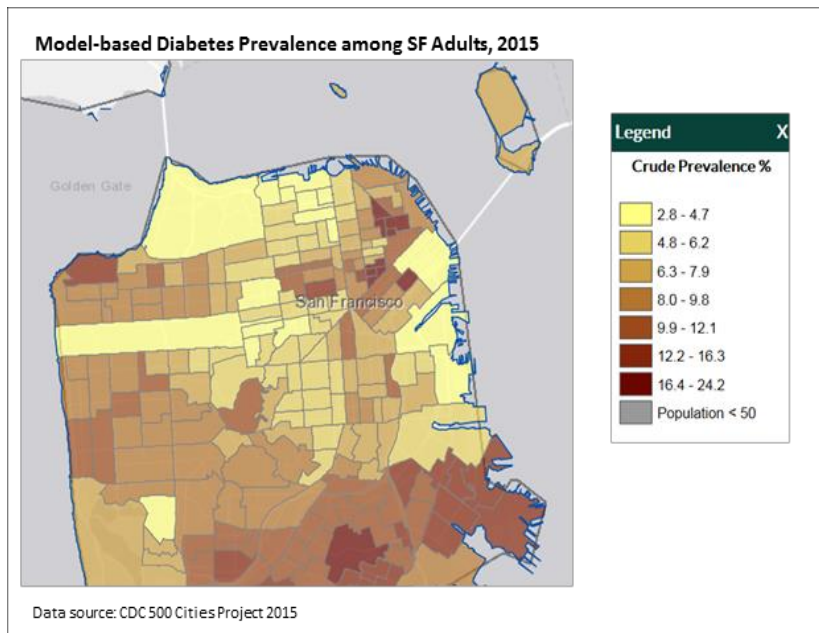 Model-based Diabetes Prevalence among SF Adults, 2015
Golden Gate
San Francisco
Legend X
Crude Prevalence %
2.8 - 4.7
4.8 - 6.2
6.3 - 7.9
8.0 - 9.8
9.9 - 12.1
12.2 - 16.3
16.4 - 24.2
Population < 50
Data source: CDC 500 Cities Project 2015